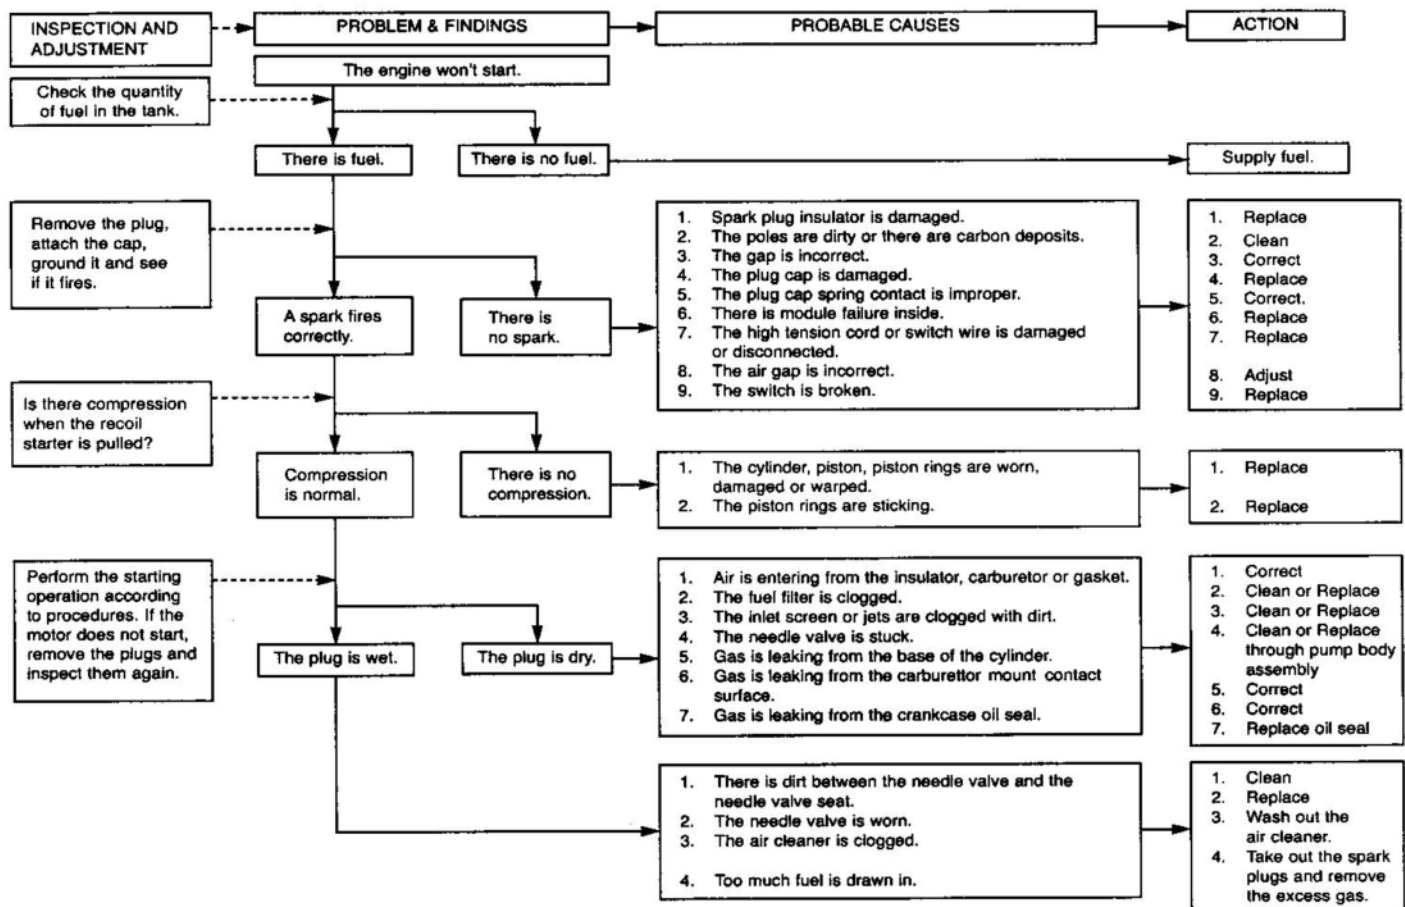 INSPECTION AND
ADJUSTMENT
PROBLEM & FINDINGS
PROBABLE CAUSES
ACTION
The engine won't start.
Check the quantity
of fuel in the tank.
There is fuel.
There is no fuel.
Supply fuel.
Remove the plug,
attach the cap,
ground it and see
if it fires.
A spark fires
correctly.
There is
no spark.
1. Spark plug insulator is damaged.
2. The poles are dirty or there are carbon deposits.
3. The gap is incorrect.
4. The plug cap is damaged.
5. The plug cap spring contact is improper.
6. There is module failure inside.
7. The high tension cord or switch wire is damaged
or disconnected.
8. The air gap is incorrect.
9. The switch is broken.
1. Replace
2. Clean
3. Correct
4. Replace
5. Correct.
6. Replace
7. Replace
8. Adjust
9. Replace
Is there compression
when the recoil
starter is pulled?
Compression
is normal.
There is no
compression.
1. The cylinder, piston, piston rings are worn,
damaged or warped.
2. The piston rings are sticking.
1. Replace
2. Replace
Perform the starting
operation according
to procedures. If the
motor does not start,
remove the plugs and
inspect them again.
The plug is wet.
The plug is dry.
1. Air is entering from the insulator, carburetor or gasket.
2. The fuel filter is clogged.
3. The inlet screen or jets are clogged with dirt.
4. The needle valve is stuck.
5. Gas is leaking from the base of the cylinder.
6. Gas is leaking from the carburettor mount contact
surface.
7. Gas is leaking from the crankcase oil seal.
1. Correct
2. Clean or Replace
3. Clean or Replace
4. Clean or Replace
through pump body
assembly
5. Correct
6. Correct
7. Replace oil seal
1. There is dirt between the needle valve and the
needle valve seat.
2. The needle valve is worn.
3. The air cleaner is clogged.
4. Too much fuel is drawn in.
1. Clean
2. Replace
3. Wash out the
air cleaner.
4. Take out the spark
plugs and remove
the excess gas.